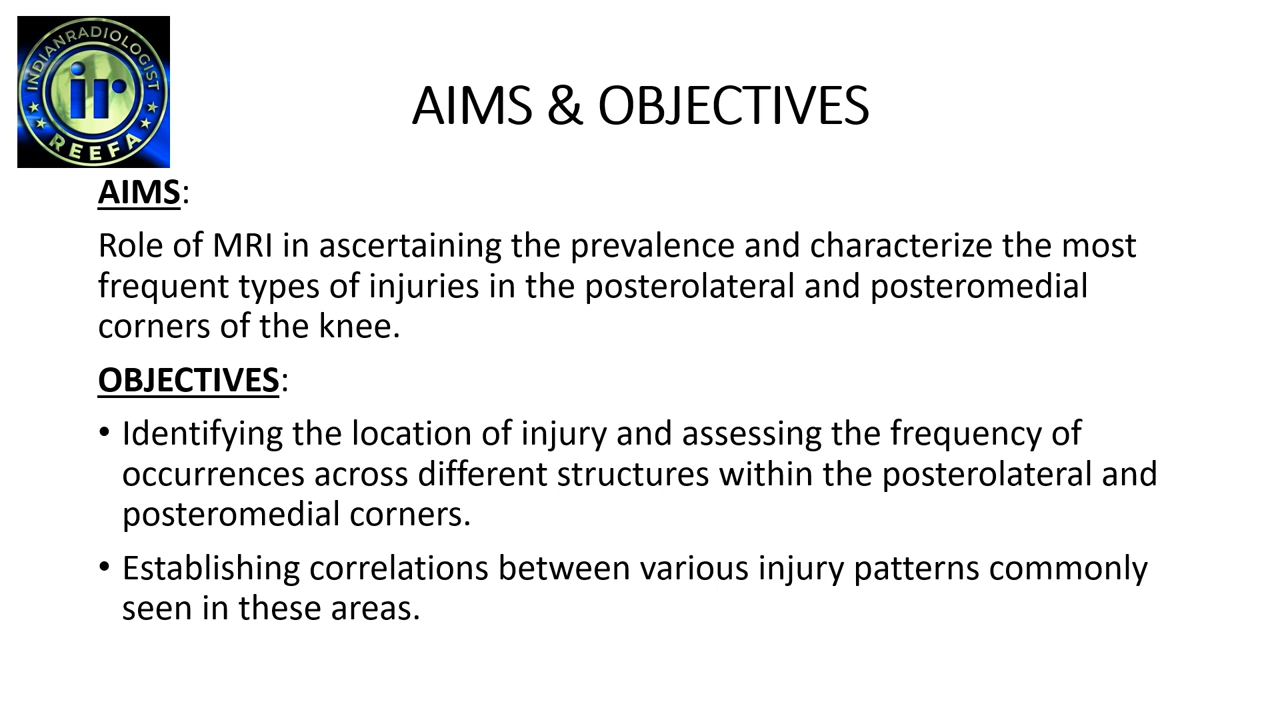 INDIANRADIOLOGIST
ir
REEFA
AIMS & OBJECTIVES
AIMS:
Role of MRI in ascertaining the prevalence and characterize the most
frequent types of injuries in the posterolateral and posteromedial
corners of the knee.
OBJECTIVES:
• Identifying the location of injury and assessing the frequency of
occurrences across different structures within the posterolateral and
posteromedial corners.
• Establishing correlations between various injury patterns commonly
seen in these areas.